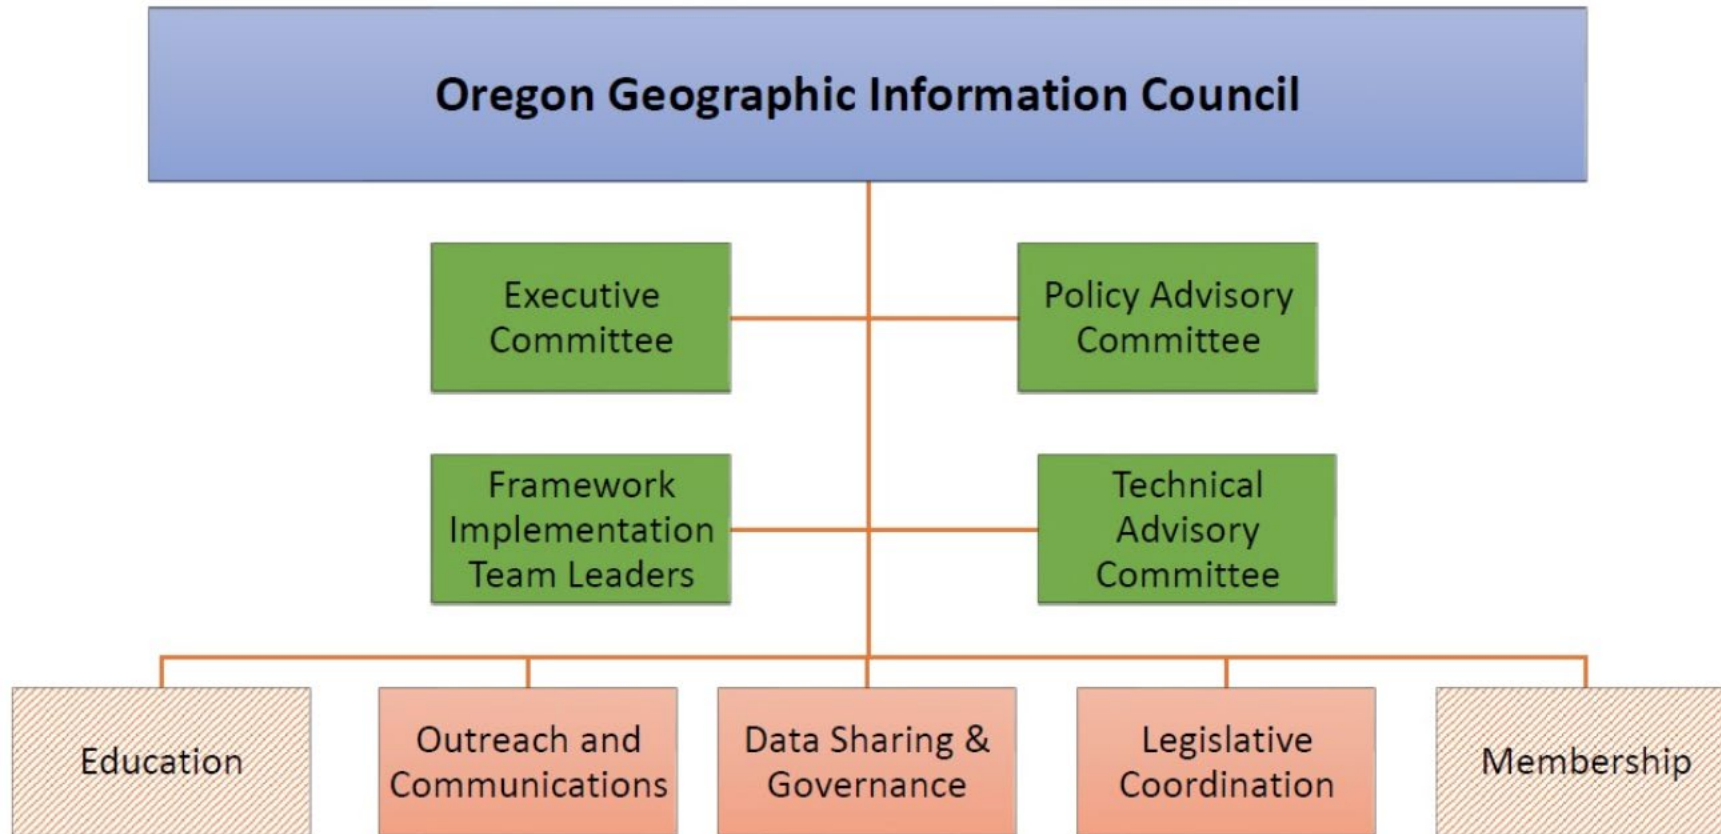 Oregon Geographic Information Council
Executive
Committee
Policy Advisory
Committee
Framework
Implementation
Team Leaders
Technical
Advisory
Committee
Education
Outreach and
Communications
Data Sharing &
Governance
Legislative
Coordination
Membership